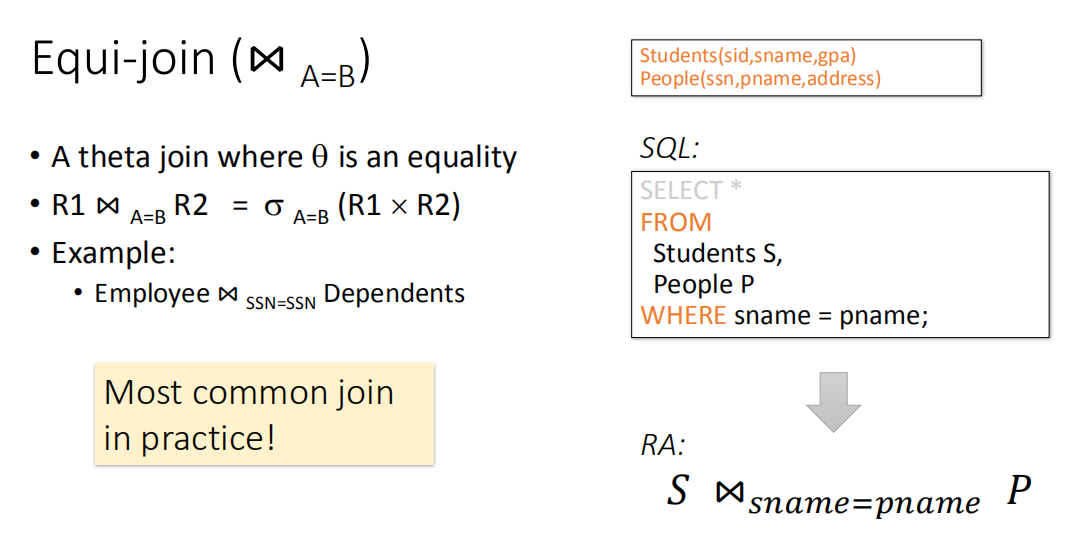 Equi-join (⋈ A=B)
• A theta join where θ is an equality
• R1 ⋈ A=B R2 = σ A=B (R1 × R2)
• Example:
• Employee ⋈ SSN=SSN Dependents
Most common join
in practice!
Students(sid,sname,gpa)
People(ssn,pname,address)
SQL:
SELECT *
FROM
Students S,
People P
WHERE sname = pname;
RA:
S ⋈sname=pname P